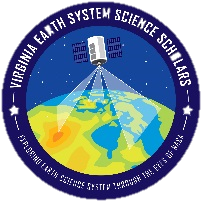 VIRGINIA EARTH SYSTEM SCIENCE SCHOLARS
EXPLORING EARTH SCIENCE SYSTEM THROUGH THE EYES OF NASA